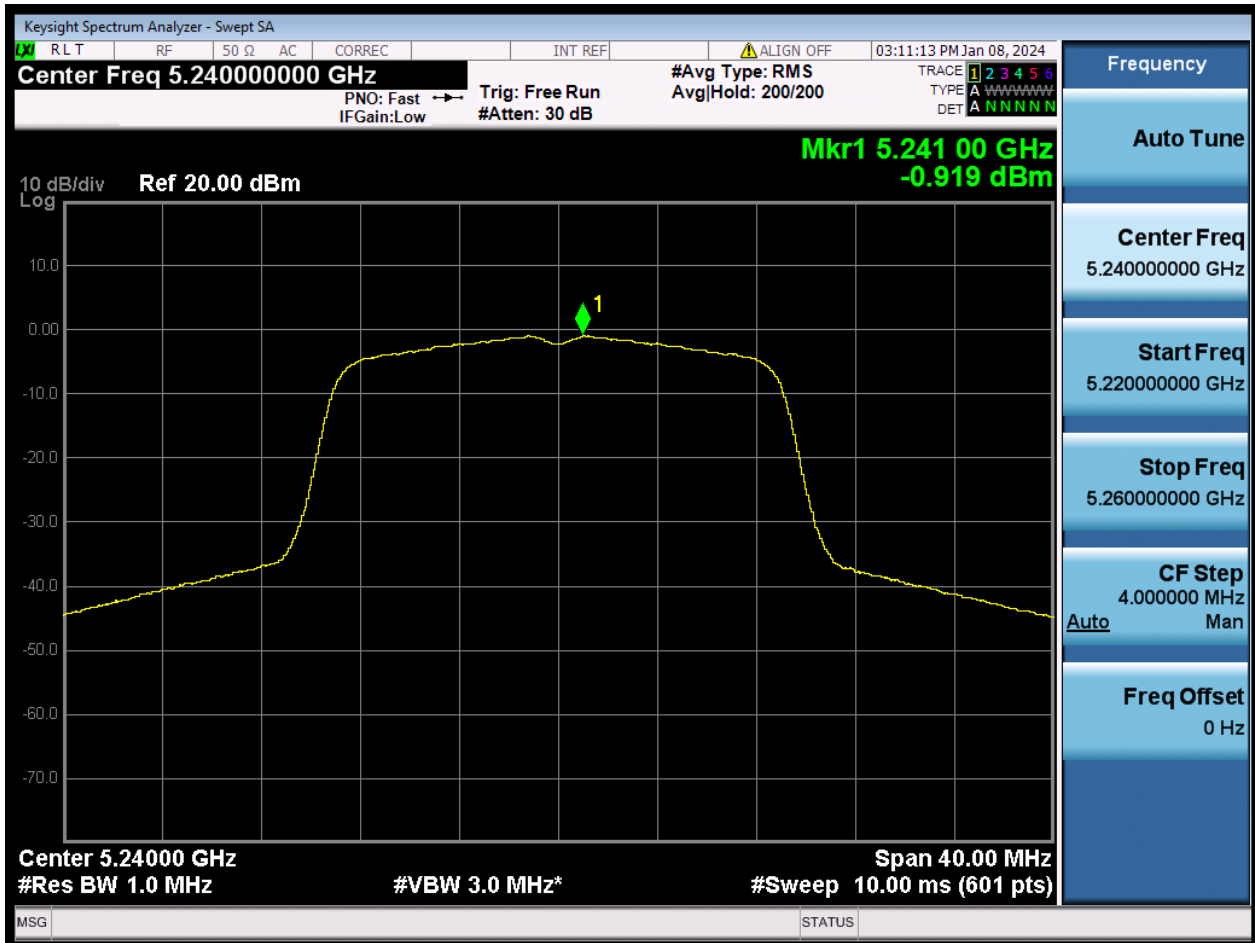 Keysight Spectrum Analyzer - Swept SA
LXI RLT RF 50 Ω AC CORREC INT REF ALIGN OFF 03:11:13 PM Jan 08, 2024
Center Freq 5.240000000 GHz
PNO: Fast
IFGain:Low
Trig: Free Run
#Atten: 30 dB
#Avg Type: RMS
Avg|Hold: 200/200
TRACE 1 2 3 4 5 6
TYPE A WWWWW
DET A N N N N N
Mkr1 5.241 00 GHz
-0.919 dBm
10 dB/div Ref 20.00 dBm
Log
1
10.0
0.00
-10.0
-20.0
-30.0
-40.0
-50.0
-60.0
-70.0
Center 5.24000 GHz Span 40.00 MHz
#Res BW 1.0 MHz #VBW 3.0 MHz* #Sweep 10.00 ms (601 pts)
MSG STATUS
Frequency
Auto Tune
Center Freq
5.240000000 GHz
Start Freq
5.220000000 GHz
Stop Freq
5.260000000 GHz
CF Step
4.000000 MHz
Auto Man
Freq Offset
0 Hz